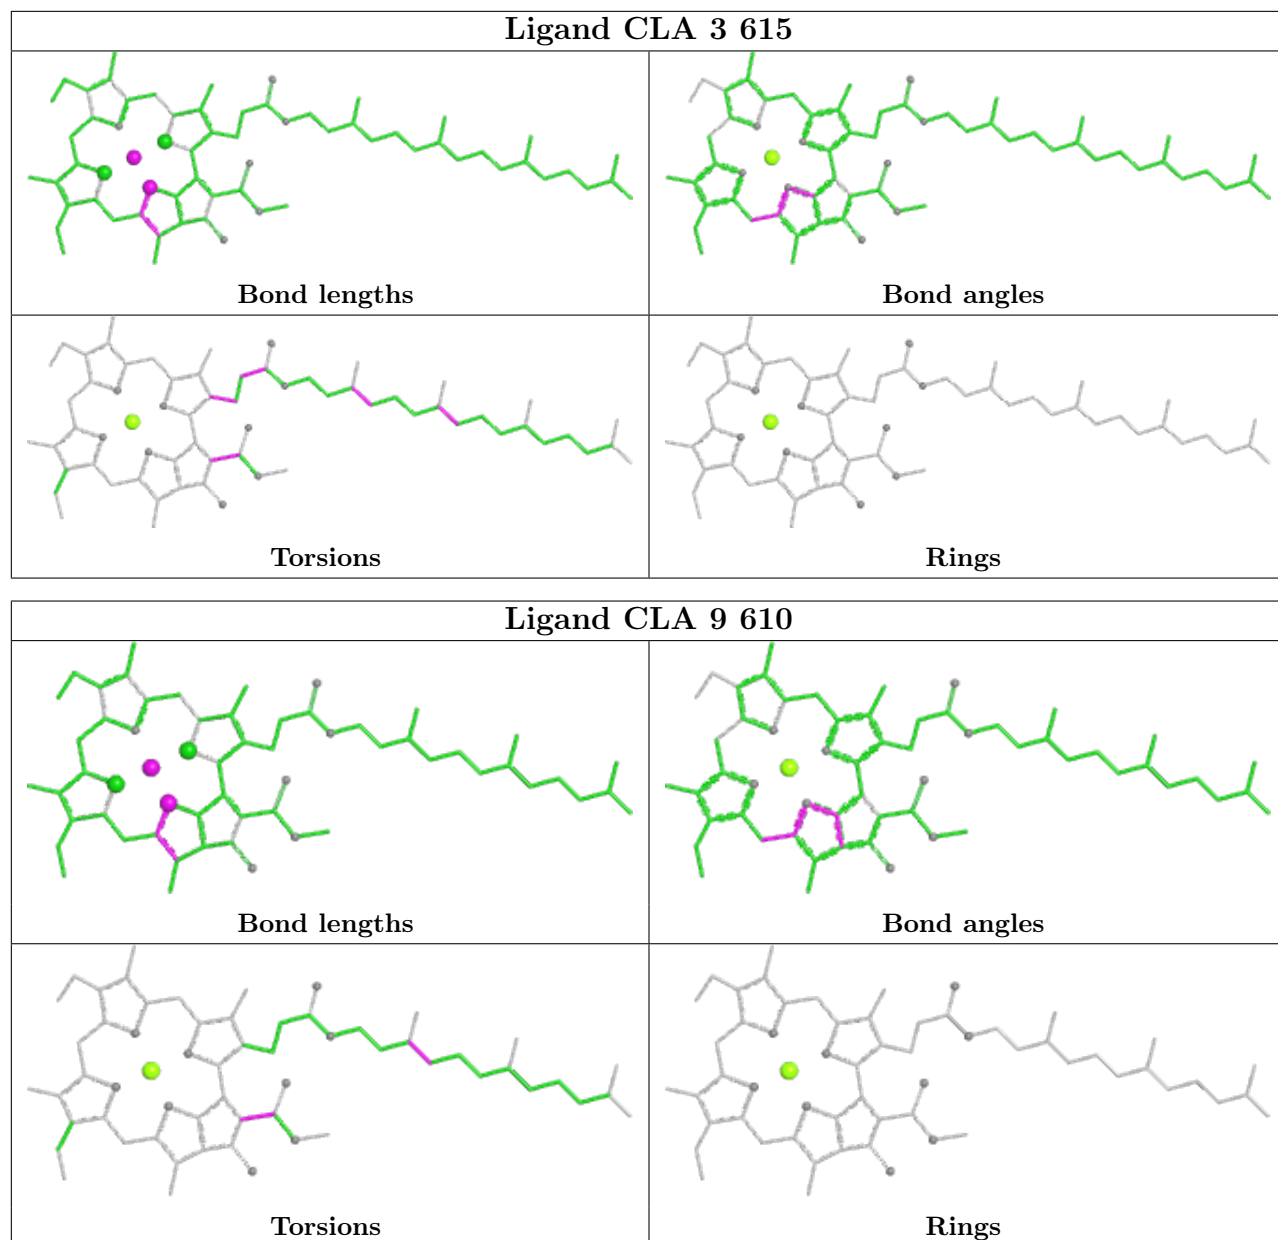 Ligand CLA 3 615
Bond lengths
Bond angles
Torsions
Rings
Ligand CLA 9 610
Bond lengths
Bond angles
Torsions
Rings